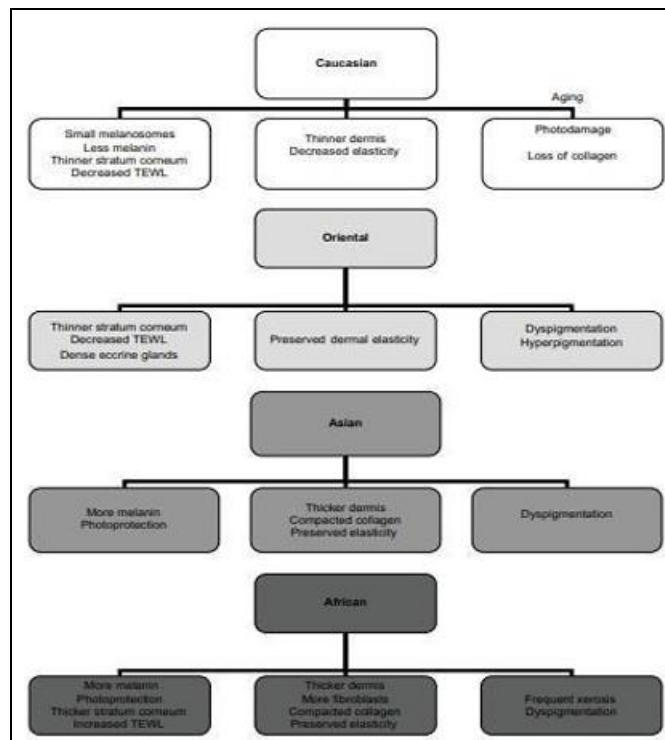 Caucasian
Aging
Small melanosomes
Less melanin
Thinner stratum corneum
Decreased TEWL
Thinner dermis
Decreased elasticity
Photodamage
Loss of collagen
Oriental
Thinner stratum corneum
Decreased TEWL
Dense eccrine glands
Preserved dermal elasticity
Dyspigmentation
Hyperpigmentation
Asian
More melanin
Photoprotection
Thicker dermis
Compacted collagen
Preserved elasticity
Dyspigmentation
African
More melanin
Photoprotection
Thicker stratum corneum
Increased TEWL
Thicker dermis
More fibroblasts
Compacted collagen
Preserved elasticity
Frequent xerosis
Dyspigmentation